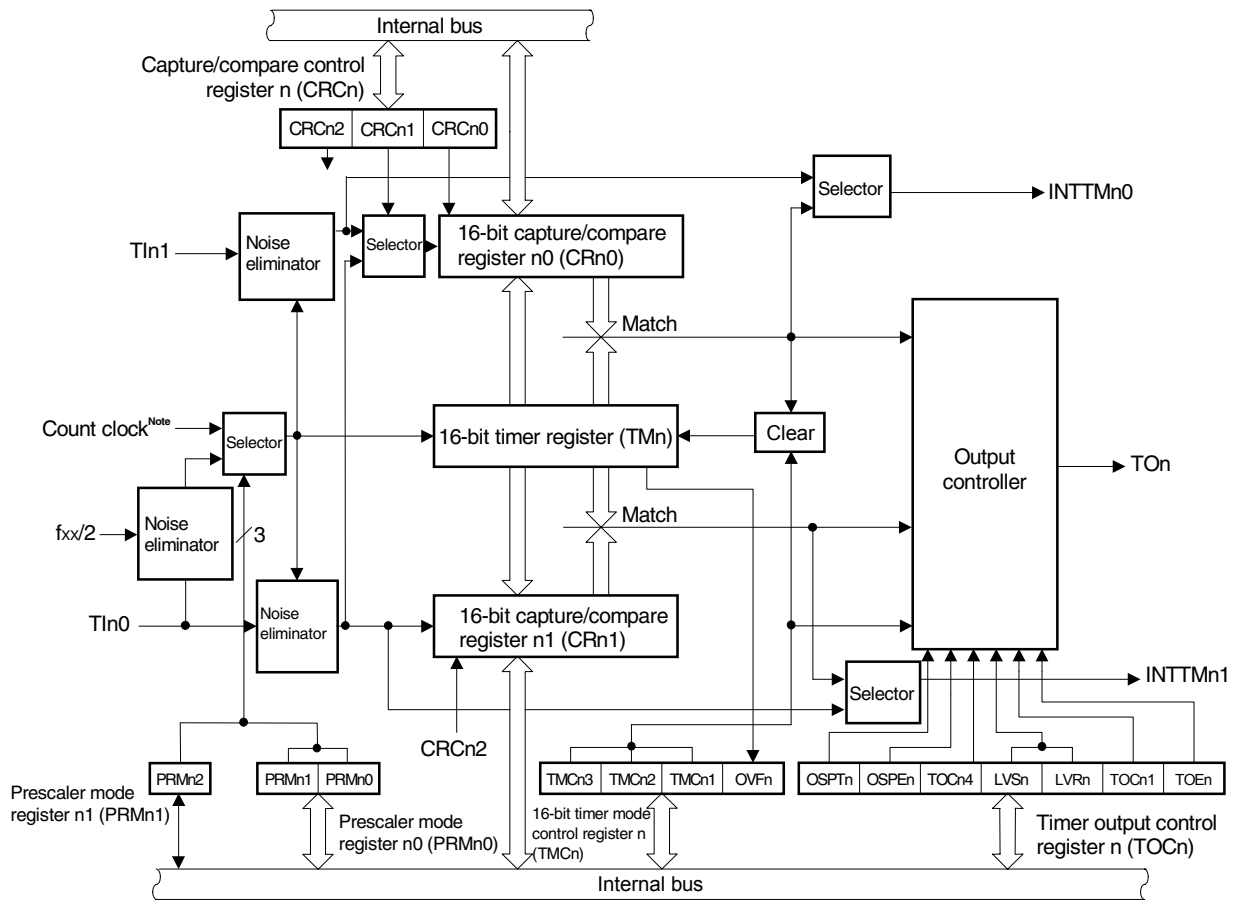 Internal bus
Capture/compare control
register n (CRCn)
CRCn2 CRCn1 CRCn0
Selector
INTTMn0
TIn1
Noise
eliminator
Selector
16-bit capture/compare
register n0 (CRn0)
Match
Count clock^Note
Selector
16-bit timer register (TMn)
Clear
Output
controller
TOn
fxx/2
Noise
eliminator
3
Match
TIn0
Noise
eliminator
16-bit capture/compare
register n1 (CRn1)
Selector
INTTMn1
CRCn2
PRMn2
PRMn1 PRMn0
TMCn3 TMCn2 TMCn1 OVFn
OSPTn OSPEn TOCn4 LVSn LVRn TOCn1 TOEn
Prescaler mode
register n1 (PRMn1)
Prescaler mode
register n0 (PRMn0)
16-bit timer mode
control register n
(TMCn)
Timer output control
register n (TOCn)
Internal bus